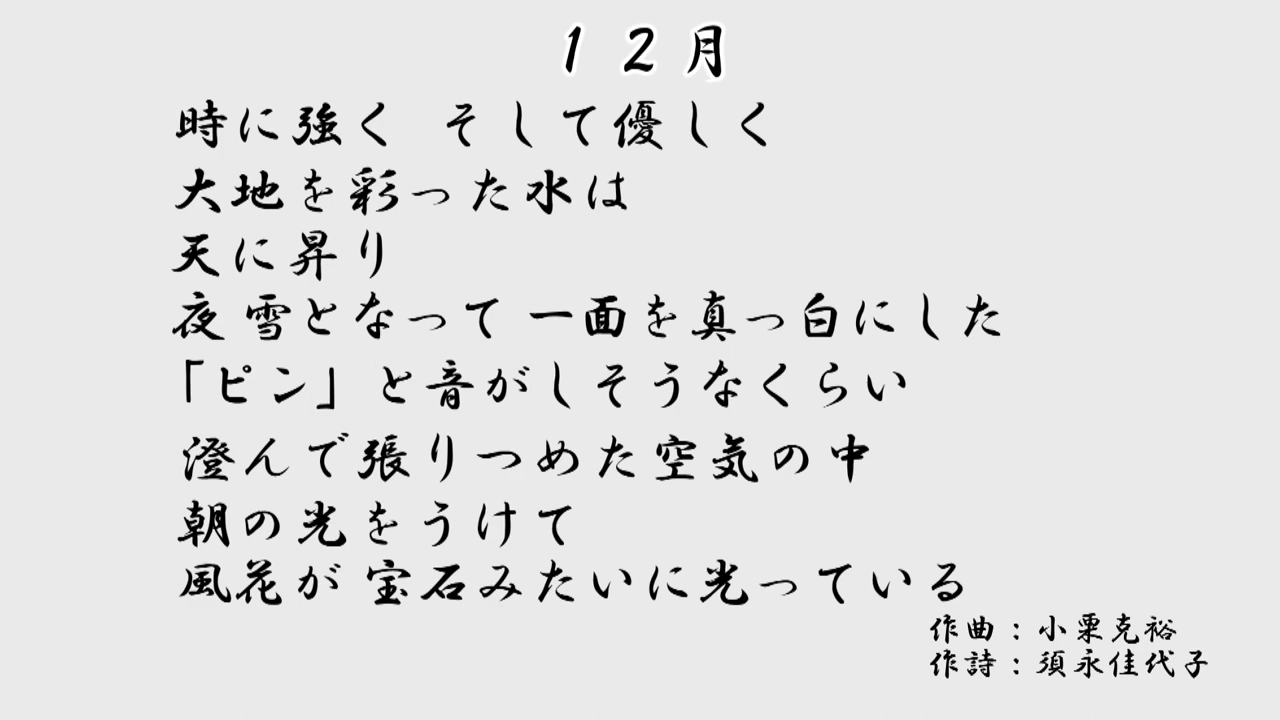 １２月
時に強く そして優しく
大地を彩った水は
天に昇り
夜 雪となって 一面を真っ白にした
「ピン」と音がしそうなくらい
澄んで張りつめた空気の中
朝の光をうけて
風花が 宝石みたいに光っている
作曲：小栗克裕
作詩：須永佳代子